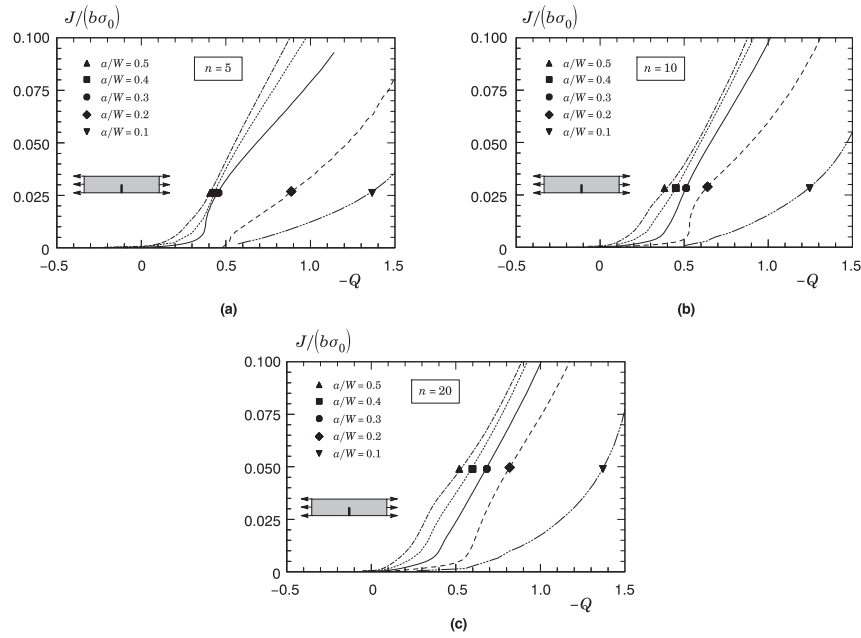 J/(bσ₀)
0.100
0.075
0.050
0.025
0
−0.5
0
0.5
1.0
1.5
−Q
a/W = 0.5
a/W = 0.4
a/W = 0.3
a/W = 0.2
a/W = 0.1
n = 5
(a)
J/(bσ₀)
0.100
0.075
0.050
0.025
0
−0.5
0
0.5
1.0
1.5
−Q
a/W = 0.5
a/W = 0.4
a/W = 0.3
a/W = 0.2
a/W = 0.1
n = 10
(b)
J/(bσ₀)
0.100
0.075
0.050
0.025
0
−0.5
0
0.5
1.0
1.5
−Q
a/W = 0.5
a/W = 0.4
a/W = 0.3
a/W = 0.2
a/W = 0.1
n = 20
(c)